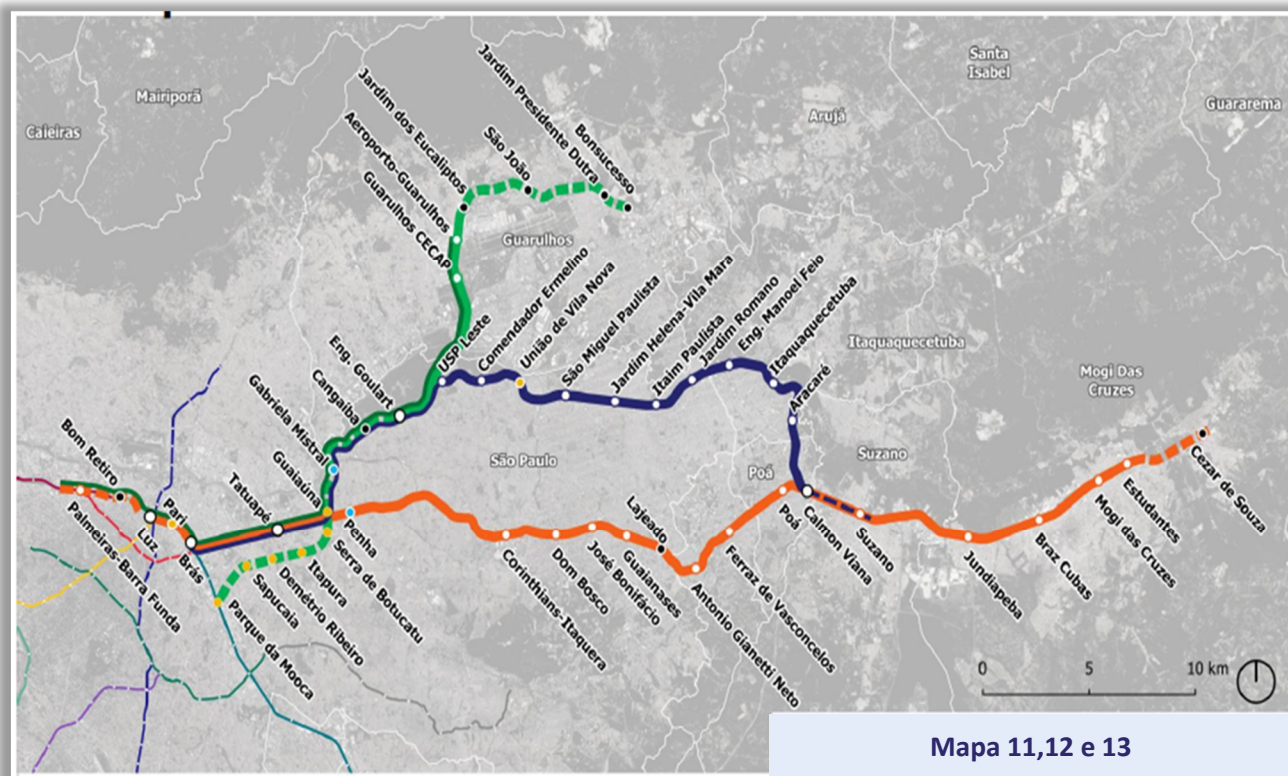 Mairiporã
Caieiras
Santa
Isabel
Guararema
Arujá
Jardim Presidente Dutra
Bonsucesso
Jardim dos Eucaliptos
São João
Aeroporto-Guarulhos
Guarulhos CECAP
Guarulhos
Comendador Ermelino
União de Vila Nova
São Miguel Paulista
Jardim Helena-Vila Mara
Itaim Paulista
Jardim Romano
Eng. Manoel Feio
Itaquaquecetuba
Itaquaquecetuba
Aracaré
USP Leste
Eng. Goulart
Cangaíba
Gabriela Mistral
Guaiaúna
Tatuapé
Mogi Das
Cruzes
Bom Retiro
São Paulo
Poá
Suzano
Pari
Luz
Brás
Palmeiras-Barra Funda
Penha
Serra de Botucatu
Itapura
Demétrio Ribeiro
Sapucaia
Parque da Mooca
Corinthians-Itaquera
Dom Bosco
José Bonifácio
Guaianases
Lajeado
Antonio Gianetti Neto
Ferraz de Vasconcelos
Poá
Calmon Viana
Suzano
Jundiapeba
Braz Cubas
Mogi das Cruzes
Estudantes
Cezar de Souza
0 5 10 km
Mapa 11,12 e 13